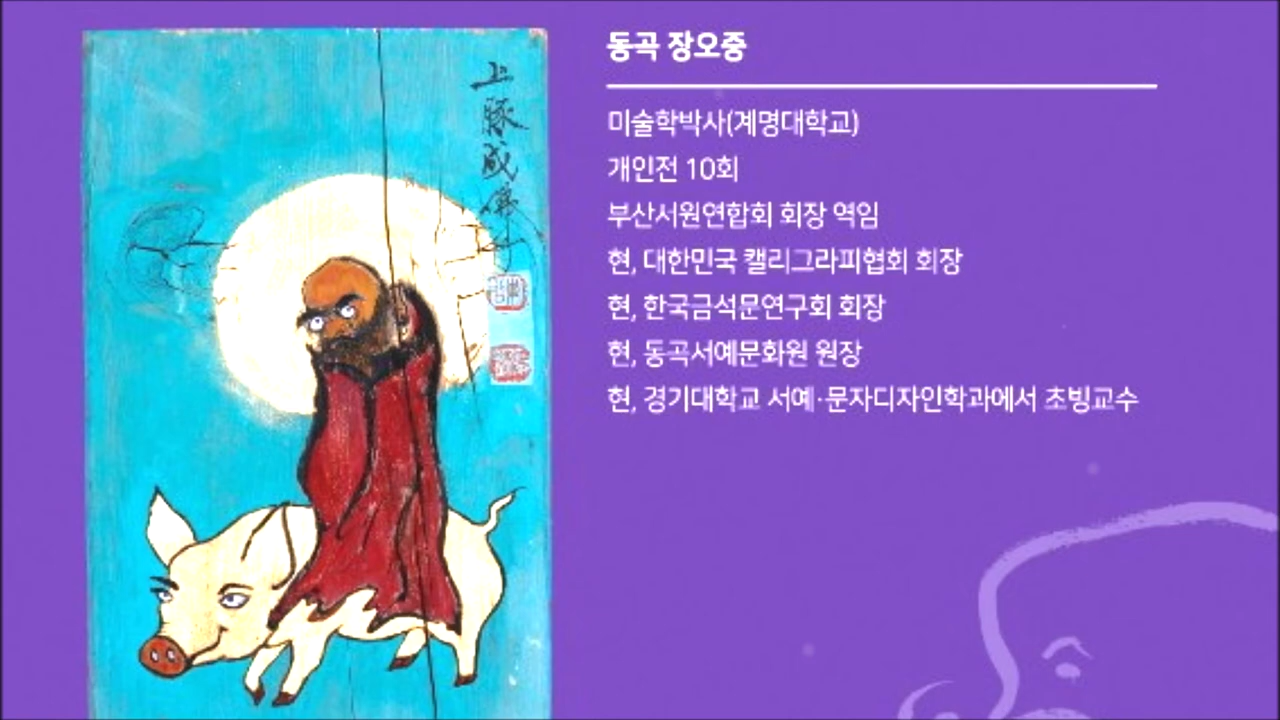 上
豚
成
佛
동곡 장오중
미술학박사(계명대학교)
개인전 10회
부산서원연합회 회장 역임
현, 대한민국 캘리그라피협회 회장
현, 한국금석문연구회 회장
현, 동곡서예문화원 원장
현, 경기대학교 서예·문자디자인학과에서 초빙교수